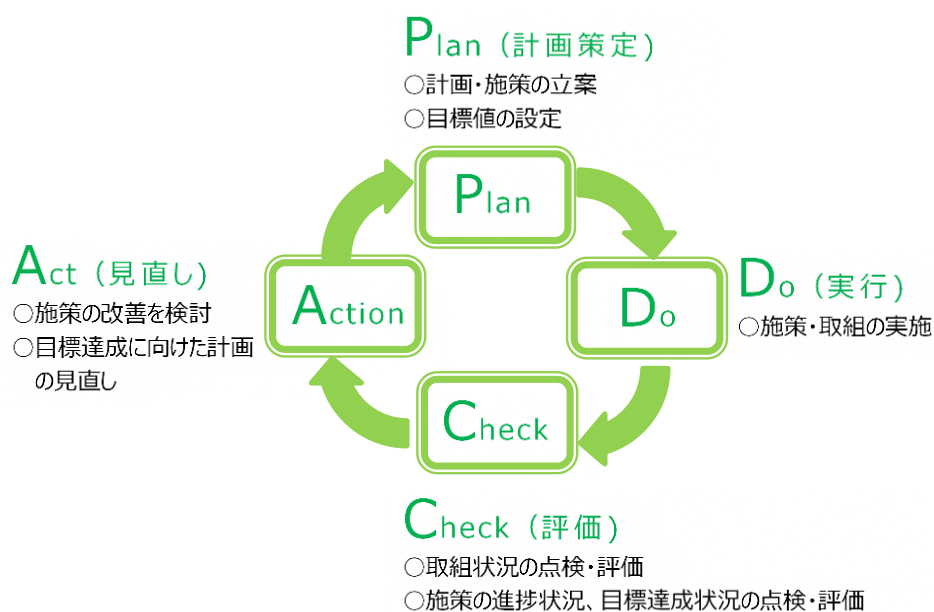 Plan（計画策定）
○計画・施策の立案
○目標値の設定
Plan
Act（見直し）
○施策の改善を検討
○目標達成に向けた計画
の見直し
Action
Do
Do（実行）
○施策・取組の実施
Check
Check（評価）
○取組状況の点検・評価
○施策の進捗状況、目標達成状況の点検・評価